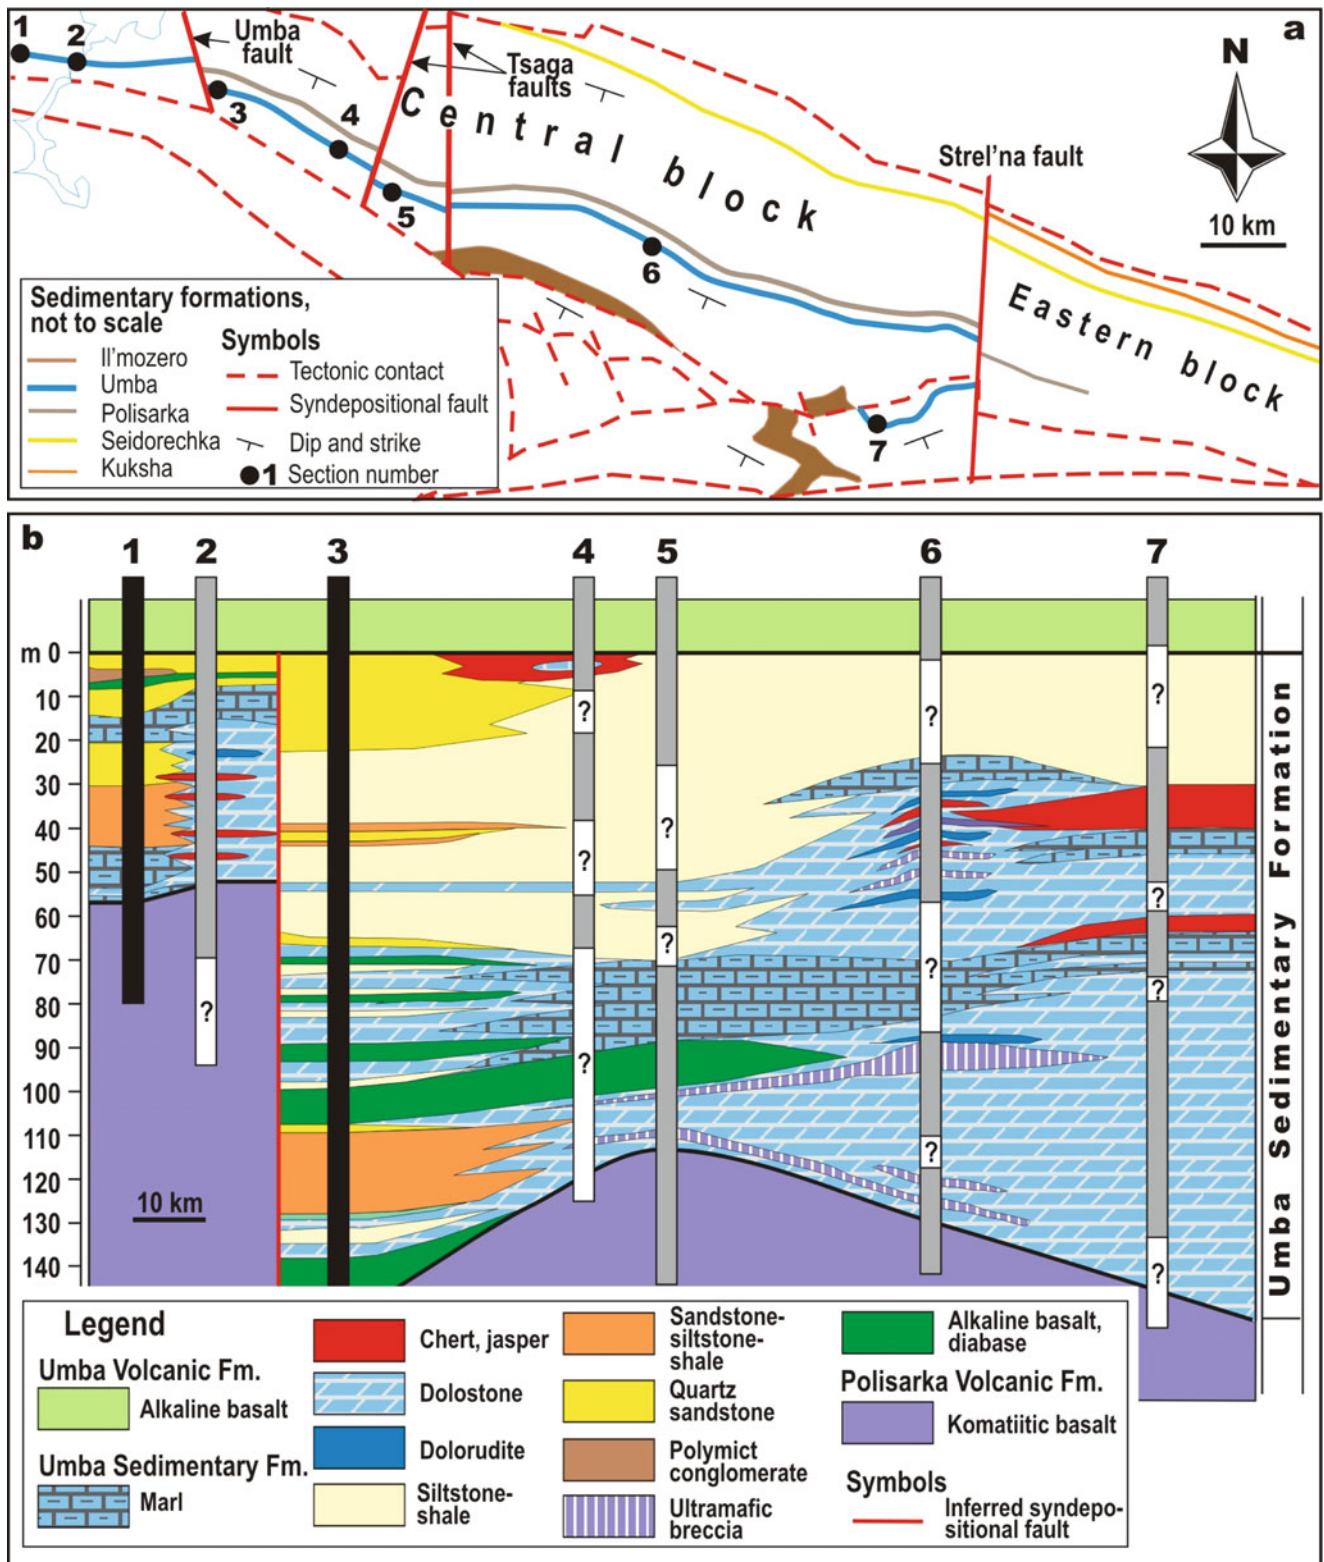 a
1
2
Umba
fault
Tsaga
faults
N
3
4
5
6
7
Central block
Strel'na fault
10 km
Eastern block
Sedimentary formations,
not to scale
Il'mozero
Umba
Polisarka
Seidorechka
Kuksha
Symbols
Tectonic contact
Syndepositional fault
Dip and strike
1 Section number
b
1 2 3 4 5 6 7
m 0
10
20
30
40
50
60
70
80
90
100
110
120
130
140
?
?
?
?
?
?
?
?
?
?
?
?
?
10 km
Umba Sedimentary Formation
Legend
Umba Volcanic Fm.
Alkaline basalt
Umba Sedimentary Fm.
Marl
Chert, jasper
Dolostone
Dolorudite
Siltstone-
shale
Sandstone-
siltstone-
shale
Quartz
sandstone
Polymict
conglomerate
Ultramafic
breccia
Alkaline basalt,
diabase
Polisarka Volcanic Fm.
Komatiitic basalt
Symbols
Inferred syndepo-
sitional fault